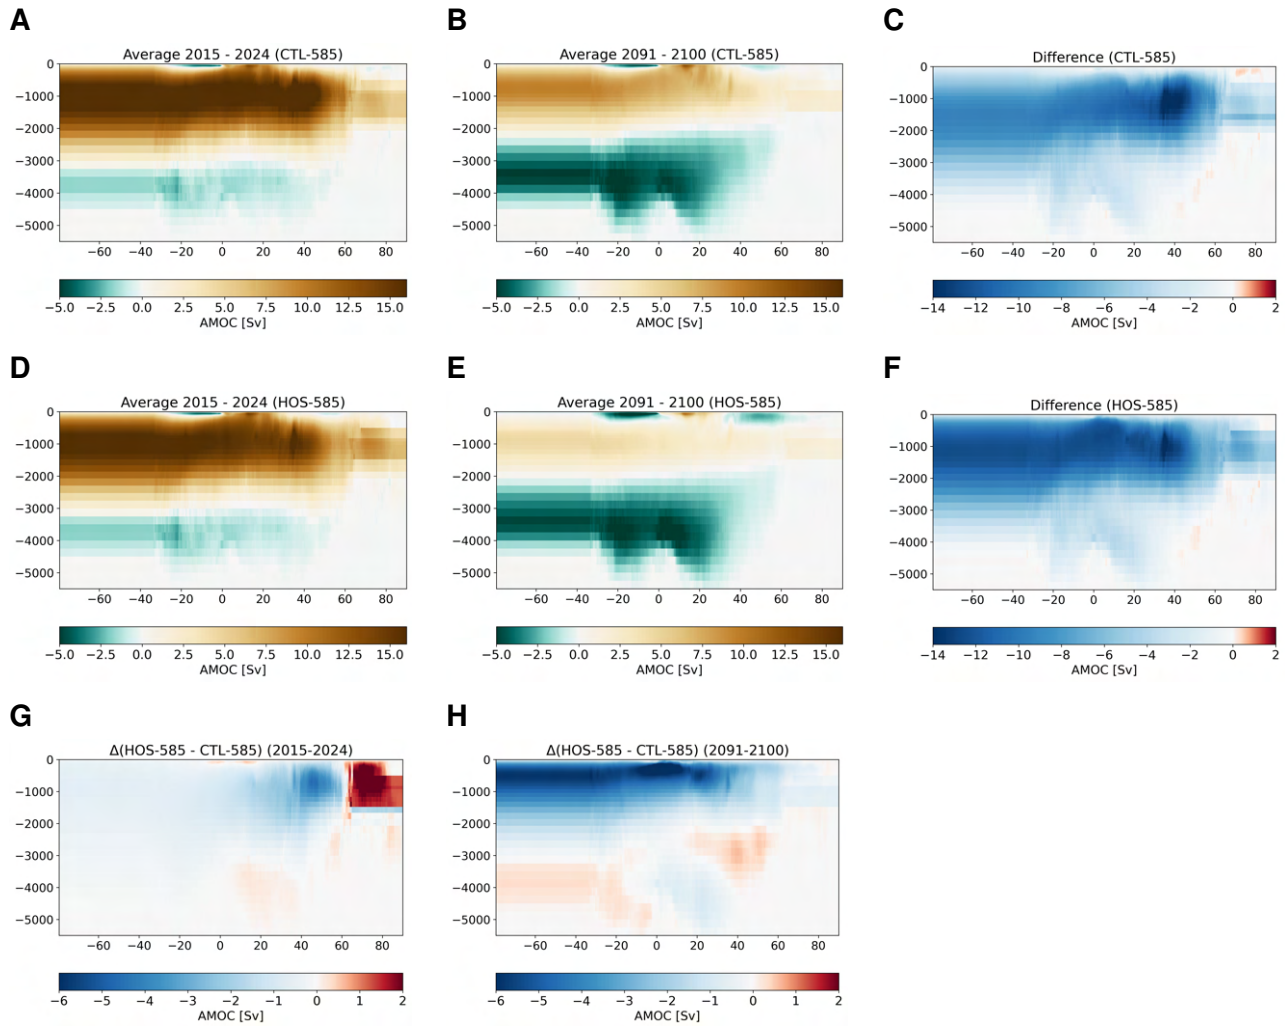 A
B
C
Average 2015 - 2024 (CTL-585)
Average 2091 - 2100 (CTL-585)
Difference (CTL-585)
0
−1000
−2000
−3000
−4000
−5000
−60 −40 −20 0 20 40 60 80
−5.0 −2.5 0.0 2.5 5.0 7.5 10.0 12.5 15.0
AMOC [Sv]
0
−1000
−2000
−3000
−4000
−5000
−60 −40 −20 0 20 40 60 80
−5.0 −2.5 0.0 2.5 5.0 7.5 10.0 12.5 15.0
AMOC [Sv]
0
−1000
−2000
−3000
−4000
−5000
−60 −40 −20 0 20 40 60 80
−14 −12 −10 −8 −6 −4 −2 0 2
AMOC [Sv]
D
E
F
Average 2015 - 2024 (HOS-585)
Average 2091 - 2100 (HOS-585)
Difference (HOS-585)
0
−1000
−2000
−3000
−4000
−5000
−60 −40 −20 0 20 40 60 80
−5.0 −2.5 0.0 2.5 5.0 7.5 10.0 12.5 15.0
AMOC [Sv]
0
−1000
−2000
−3000
−4000
−5000
−60 −40 −20 0 20 40 60 80
−5.0 −2.5 0.0 2.5 5.0 7.5 10.0 12.5 15.0
AMOC [Sv]
0
−1000
−2000
−3000
−4000
−5000
−60 −40 −20 0 20 40 60 80
−14 −12 −10 −8 −6 −4 −2 0 2
AMOC [Sv]
G
H
Δ(HOS-585 - CTL-585) (2015-2024)
Δ(HOS-585 - CTL-585) (2091-2100)
0
−1000
−2000
−3000
−4000
−5000
−60 −40 −20 0 20 40 60 80
−6 −5 −4 −3 −2 −1 0 1 2
AMOC [Sv]
0
−1000
−2000
−3000
−4000
−5000
−60 −40 −20 0 20 40 60 80
−6 −5 −4 −3 −2 −1 0 1 2
AMOC [Sv]